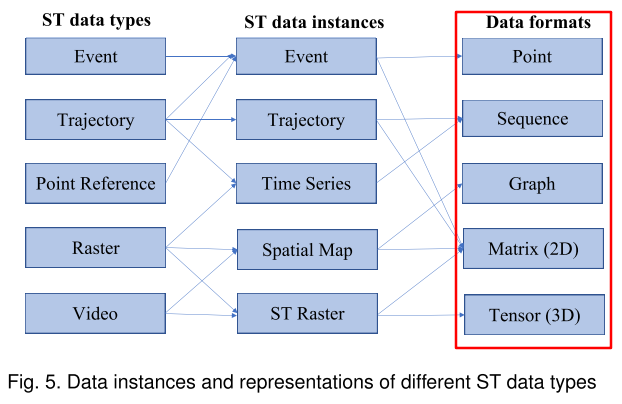 ST data types ST data instances Data formats
Event Event Point
Trajectory Trajectory Sequence
Point Reference Time Series Graph
Raster Spatial Map Matrix (2D)
Video ST Raster Tensor (3D)
Fig. 5. Data instances and representations of different ST data types